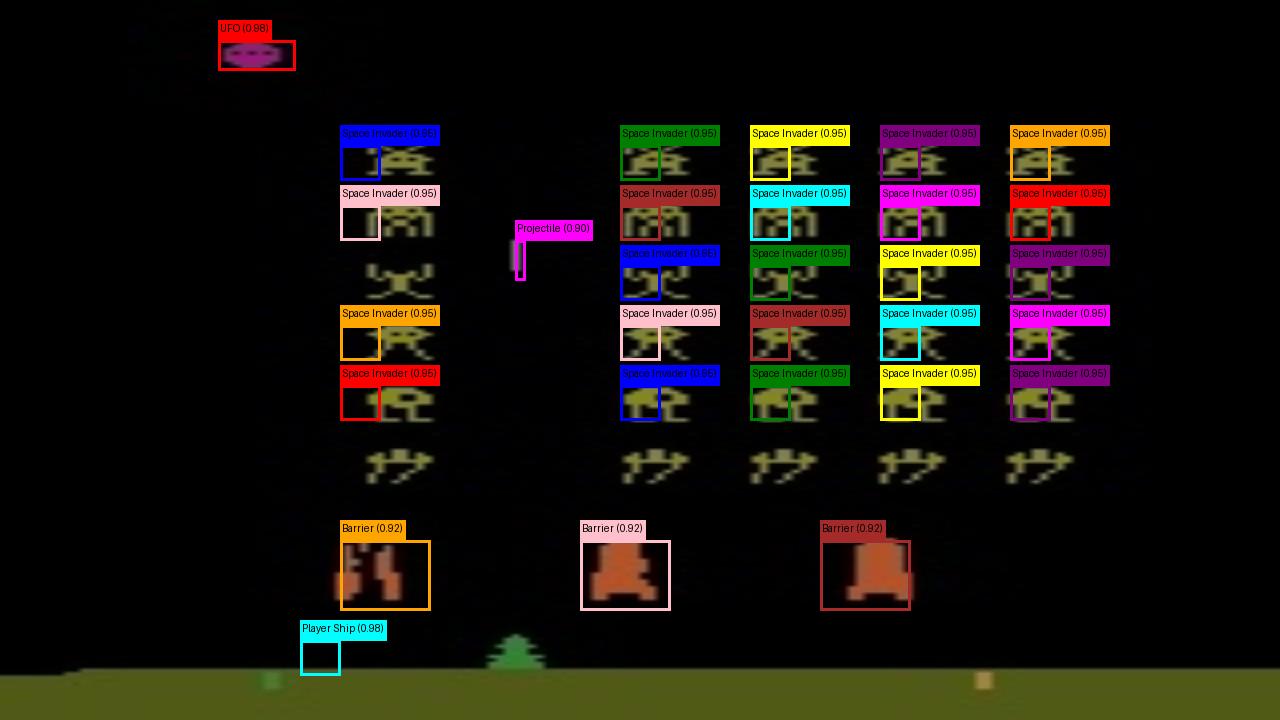 UFO (0.98)
Space Invader (0.95) Space Invader (0.95) Space Invader (0.95) Space Invader (0.95) Space Invader (0.95)
Space Invader (0.95) Space Invader (0.95) Space Invader (0.95) Space Invader (0.95) Space Invader (0.95)
Projectile (0.90)
Space Invader (0.95) Space Invader (0.95) Space Invader (0.95) Space Invader (0.95)
Space Invader (0.95) Space Invader (0.95) Space Invader (0.95) Space Invader (0.95) Space Invader (0.95)
Space Invader (0.95) Space Invader (0.95) Space Invader (0.95) Space Invader (0.95) Space Invader (0.95)
Barrier (0.92) Barrier (0.92) Barrier (0.92)
Player Ship (0.98)